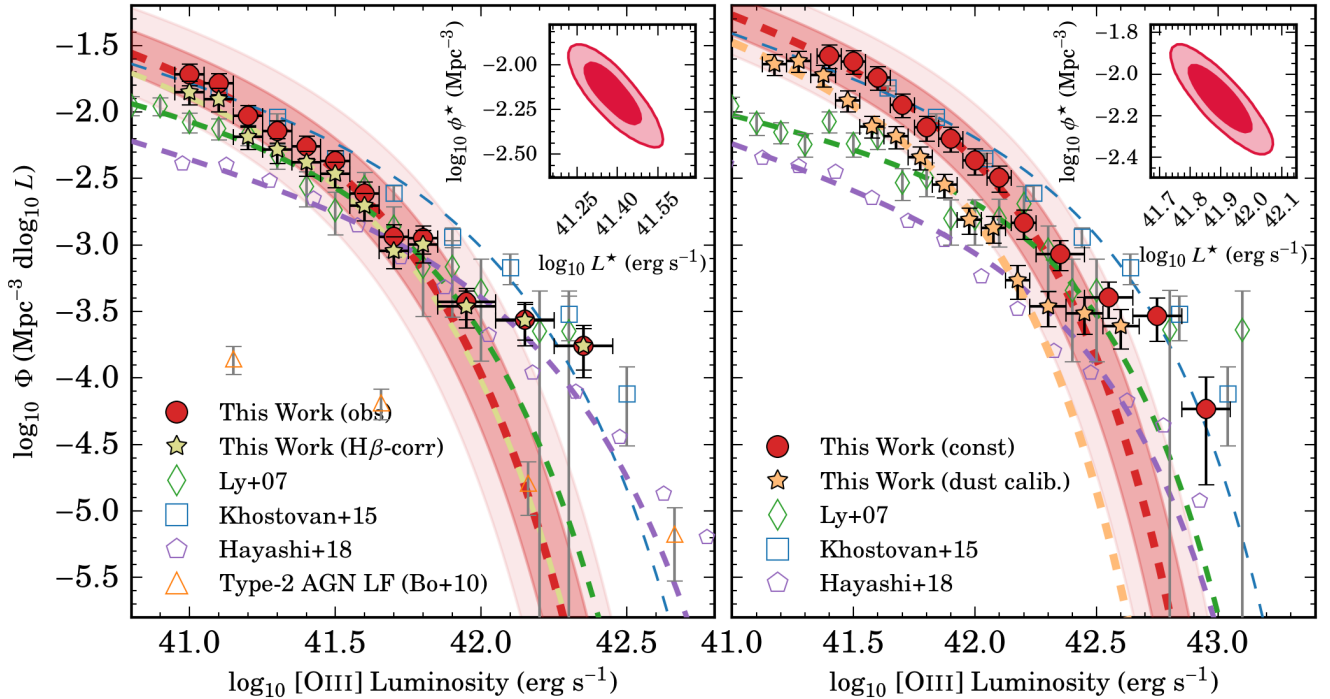 log₁₀ Φ (Mpc⁻³ dlog₁₀ L)
−1.5
−2.0
−2.5
−3.0
−3.5
−4.0
−4.5
−5.0
−5.5
41.0 41.5 42.0 42.5
log₁₀ [OIII] Luminosity (erg s⁻¹)
This Work (obs)
This Work (Hβ-corr)
Ly+07
Khostovan+15
Hayashi+18
Type-2 AGN LF (Bo+10)
log₁₀ ϕ* (Mpc⁻³)
−2.00
−2.25
−2.50
41.25 41.40 41.55
log₁₀ L* (erg s⁻¹)
41.0 41.5 42.0 42.5 43.0
log₁₀ [OIII] Luminosity (erg s⁻¹)
This Work (const)
This Work (dust calib.)
Ly+07
Khostovan+15
Hayashi+18
log₁₀ ϕ* (Mpc⁻³)
−1.8
−2.0
−2.2
−2.4
41.7 41.8 41.9 42.0 42.1
log₁₀ L* (erg s⁻¹)